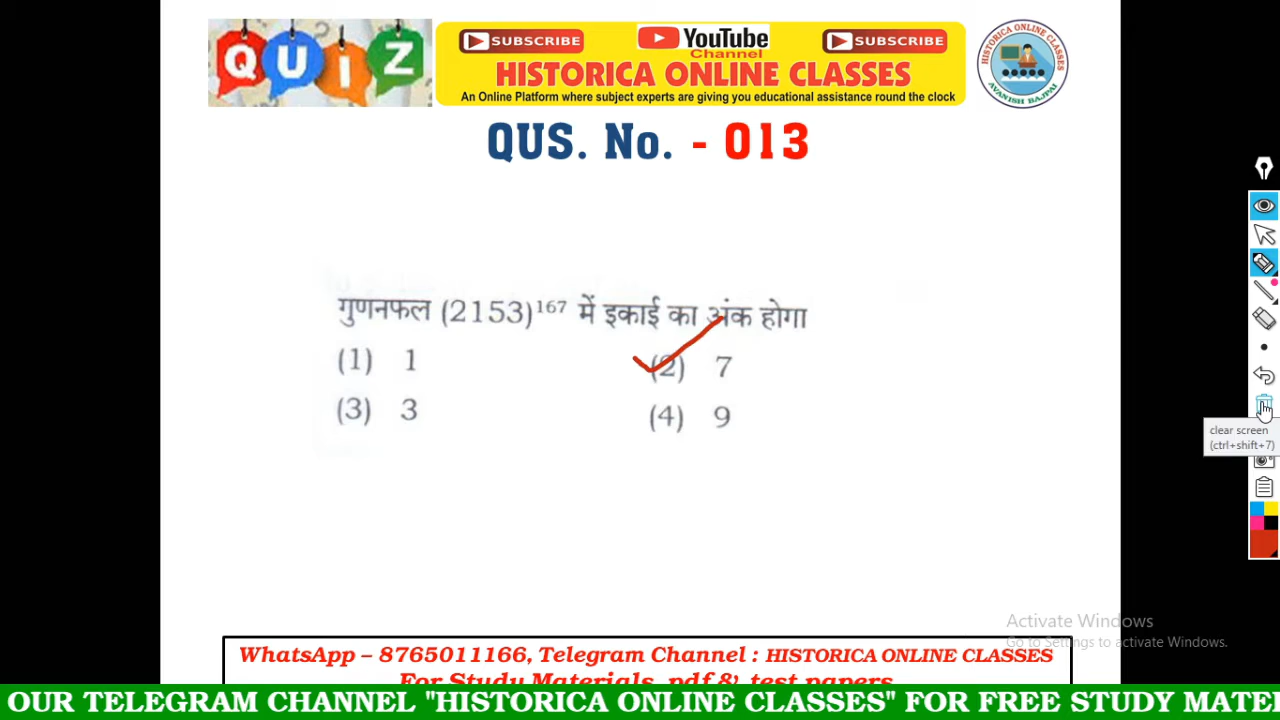 QUIZ
SUBSCRIBE YouTube SUBSCRIBE
Channel
HISTORICA ONLINE CLASSES
An Online Platform where subject experts are giving you educational assistance round the clock
HISTORICA ONLINE CLASSES
AVANISH BAJPAI
QUS. No. - 013
गुणनफल (2153)¹⁶⁷ में इकाई का अंक होगा
(1) 1 (2) 7
(3) 3 (4) 9
clear screen
(ctrl+shift+7)
Activate Windows
Go to Settings to activate Windows.
WhatsApp – 8765011166, Telegram Channel : HISTORICA ONLINE CLASSES
For Study Materials, pdf & test papers
OUR TELEGRAM CHANNEL "HISTORICA ONLINE CLASSES" FOR FREE STUDY MATE